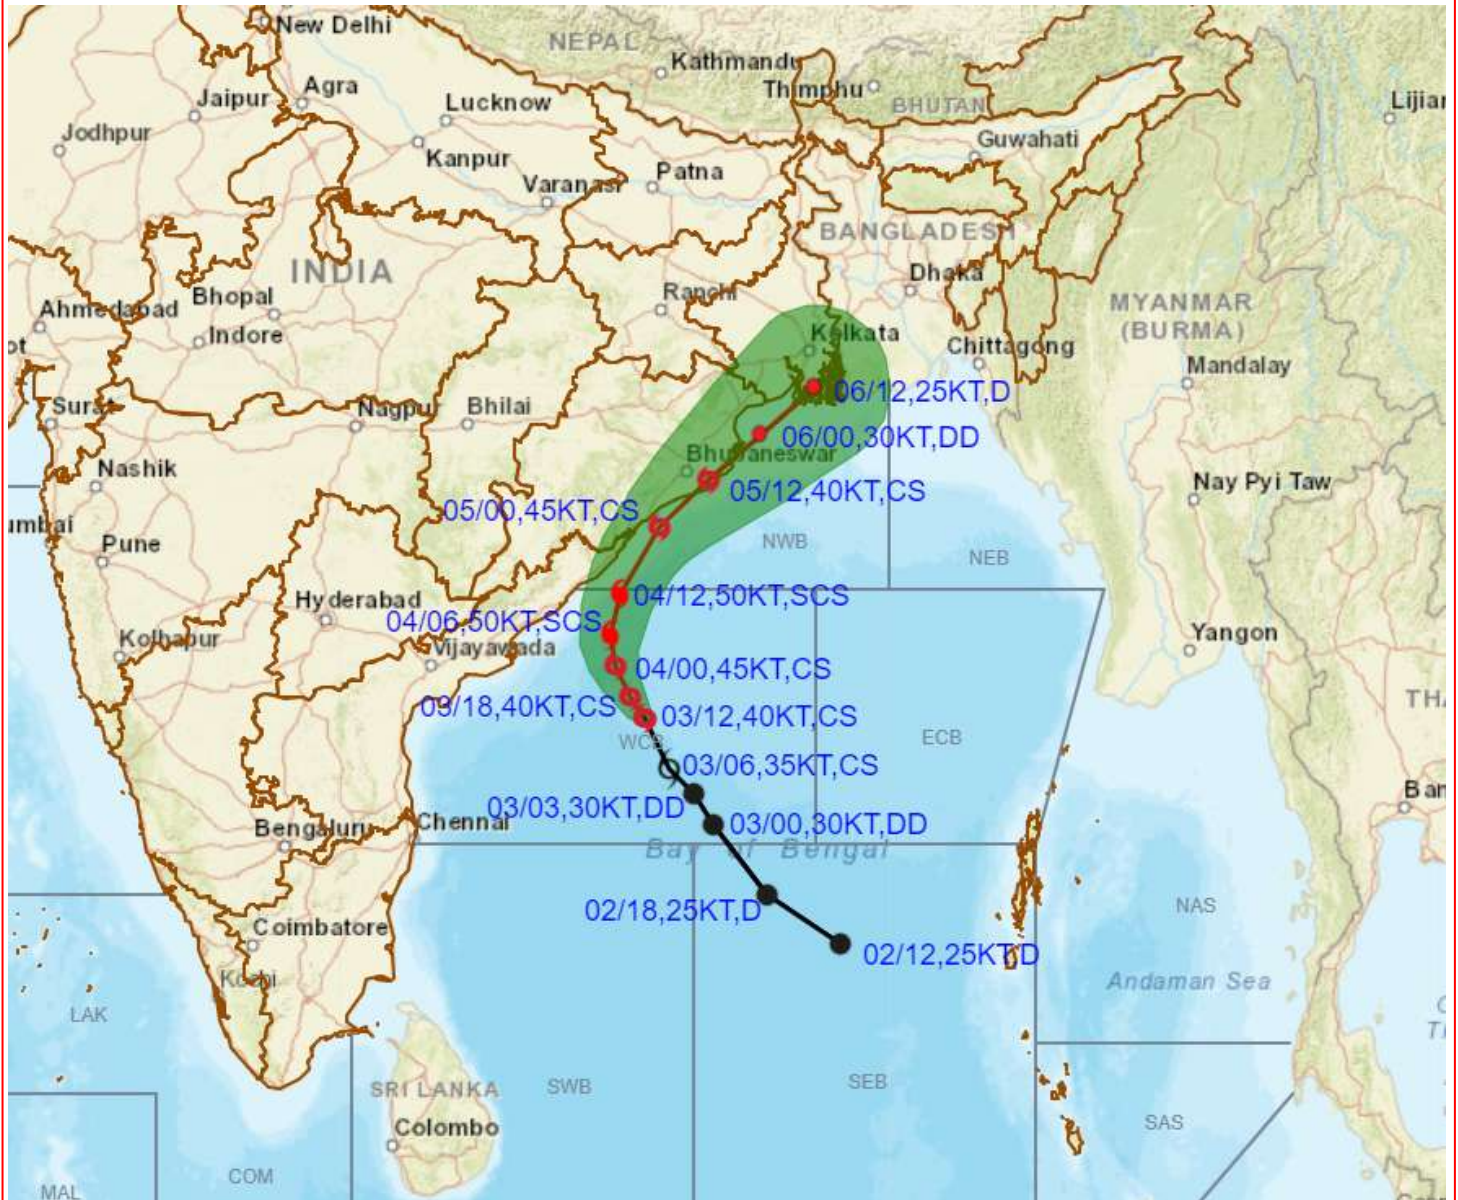 New Delhi
NEPAL
Kathmandu
Thimphu
BHUTAN
Agra
Jaipur
Lucknow
Lijiar
Jodhpur
Kanpur
Guwahati
Patna
Varanasi
BANGLADESH
INDIA
Dhaka
Bhopal
Ranchi
MYANMAR
(BURMA)
Ahmedabad
Indore
ot
Kolkata
Chittagong
Mandalay
06/12,25KT,D
Surat
Nagpur
Bhilai
06/00,30KT,DD
Bhubaneswar
Nashik
05/12,40KT,CS
Nay Pyi Taw
05/00,45KT,CS
umbai
Pune
NWB
NEB
04/12,50KT,SCS
Hyderabad
04/06,50KT,SCS
Kolhapur
Vijayawada
Yangon
04/00,45KT,CS
03/18,40KT,CS
03/12,40KT,CS
THA
WCB
ECB
03/06,35KT,CS
03/03,30KT,DD
Ban
Bengaluru
Chennai
03/00,30KT,DD
Bay of Bengal
02/18,25KT,D
NAS
Coimbatore
02/12,25KT,D
Kochi
Andaman Sea
LAK
SRI LANKA
SWB
SEB
Colombo
SAS
COM
MAL